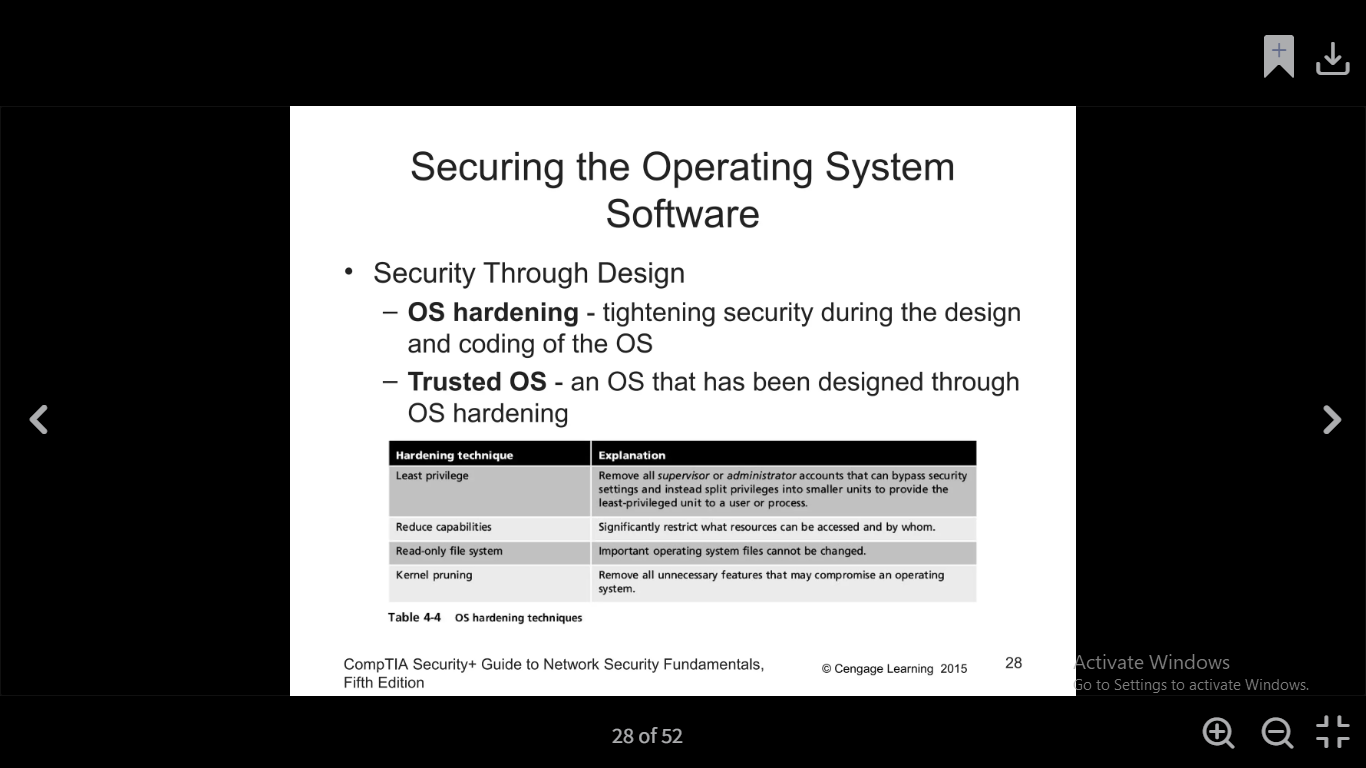 Securing the Operating System
Software
• Security Through Design
– OS hardening - tightening security during the design
and coding of the OS
– Trusted OS - an OS that has been designed through
OS hardening
Hardening technique Explanation
Least privilege Remove all supervisor or administrator accounts that can bypass security
settings and instead split privileges into smaller units to provide the
least-privileged unit to a user or process.
Reduce capabilities Significantly restrict what resources can be accessed and by whom.
Read-only file system Important operating system files cannot be changed.
Kernel pruning Remove all unnecessary features that may compromise an operating
system.
Table 4-4 OS hardening techniques
CompTIA Security+ Guide to Network Security Fundamentals,
Fifth Edition
© Cengage Learning 2015
28
Activate Windows
Go to Settings to activate Windows.
28 of 52